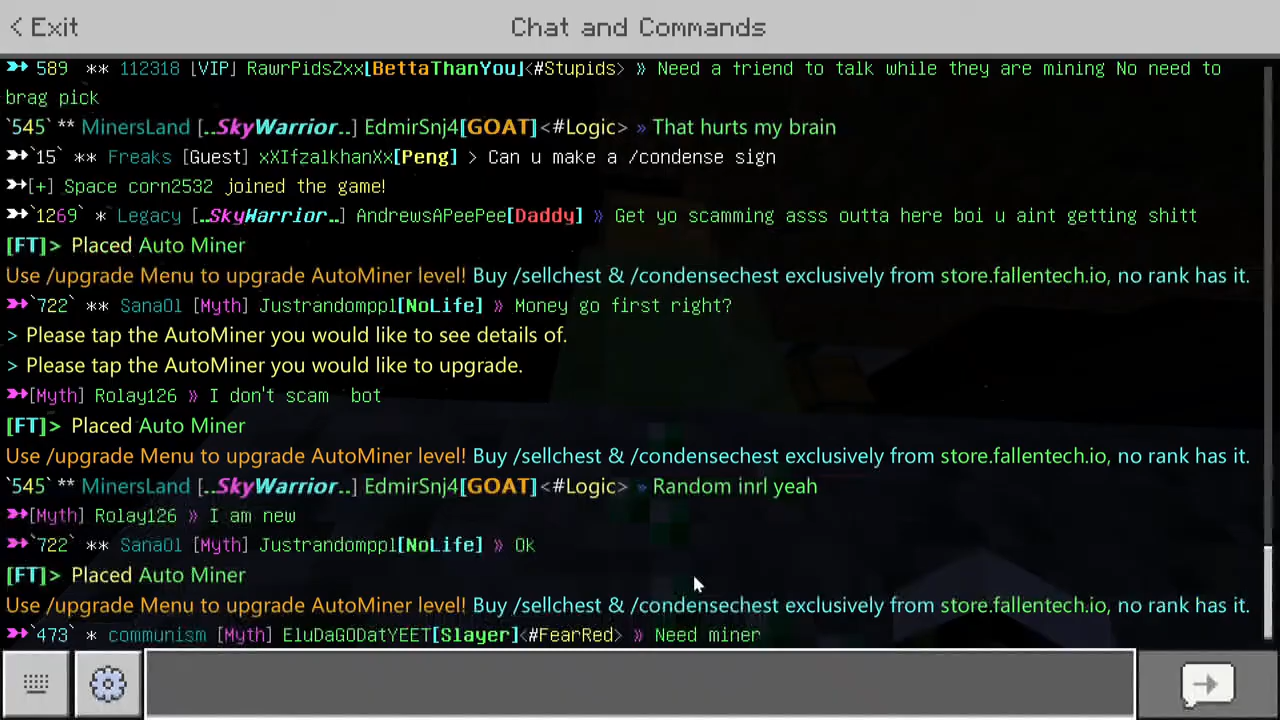 < Exit
Chat and Commands
➳ 589 ** 112318 [VIP] RawrPidsZxx[BettaThanYou]<#Stupids> » Need a friend to talk while they are mining No need to
brag pick
`545` ** MinersLand [..SkyWarrior..] EdmirSnj4[GOAT]<#Logic> » That hurts my brain
➳`15` ** Freaks [Guest] xXIfzalkhanXx[Peng] > Can u make a /condense sign
➳[+] Space corn2532 joined the game!
➳`1269` * Legacy [..SkyWarrior..] AndrewsAPeePee[Daddy] » Get yo scamming asss outta here boi u aint getting shitt
[FT]> Placed Auto Miner
Use /upgrade Menu to upgrade AutoMiner level! Buy /sellchest & /condensechest exclusively from store.fallentech.io, no rank has it.
➳`722` ** Sana01 [Myth] Justrandomppl[NoLife] » Money go first right?
> Please tap the AutoMiner you would like to see details of.
> Please tap the AutoMiner you would like to upgrade.
➳[Myth] Rolay126 » I don't scam  bot
[FT]> Placed Auto Miner
Use /upgrade Menu to upgrade AutoMiner level! Buy /sellchest & /condensechest exclusively from store.fallentech.io, no rank has it.
`545` ** MinersLand [..SkyWarrior..] EdmirSnj4[GOAT]<#Logic> » Random inrl yeah
➳[Myth] Rolay126 » I am new
➳`722` ** Sana01 [Myth] Justrandomppl[NoLife] » Ok
[FT]> Placed Auto Miner
Use /upgrade Menu to upgrade AutoMiner level! Buy /sellchest & /condensechest exclusively from store.fallentech.io, no rank has it.
➳`473` * communism [Myth] EluDaGODatYEET[Slayer]<#FearRed> » Need miner